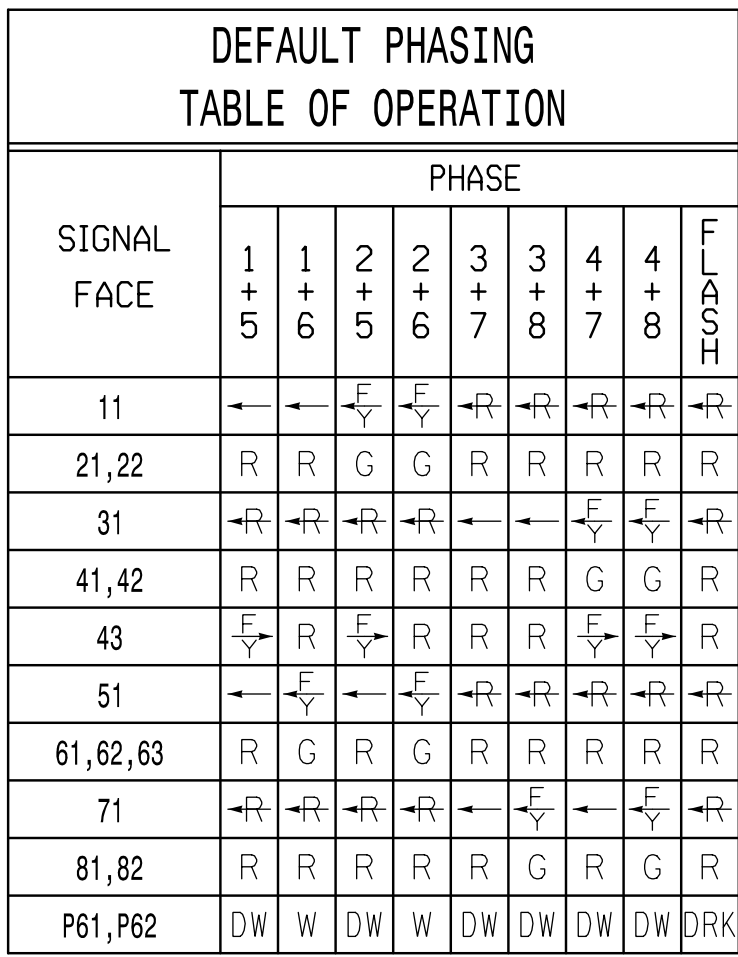 DEFAULT PHASING
TABLE OF OPERATION
SIGNAL FACE
PHASE
1+5 1+6 2+5 2+6 3+7 3+8 4+7 4+8 FLASH
11 F/Y F/Y R R R R R
21,22 R R G G R R R R R
31 R R R R F/Y F/Y R
41,42 R R R R R R G G R
43 F/Y R F/Y R R R F/Y F/Y R
51 F/Y F/Y R R R R R
61,62,63 R G R G R R R R R
71 R R R R F/Y F/Y R
81,82 R R R R R G R G R
P61,P62 DW W DW W DW DW DW DW DRK